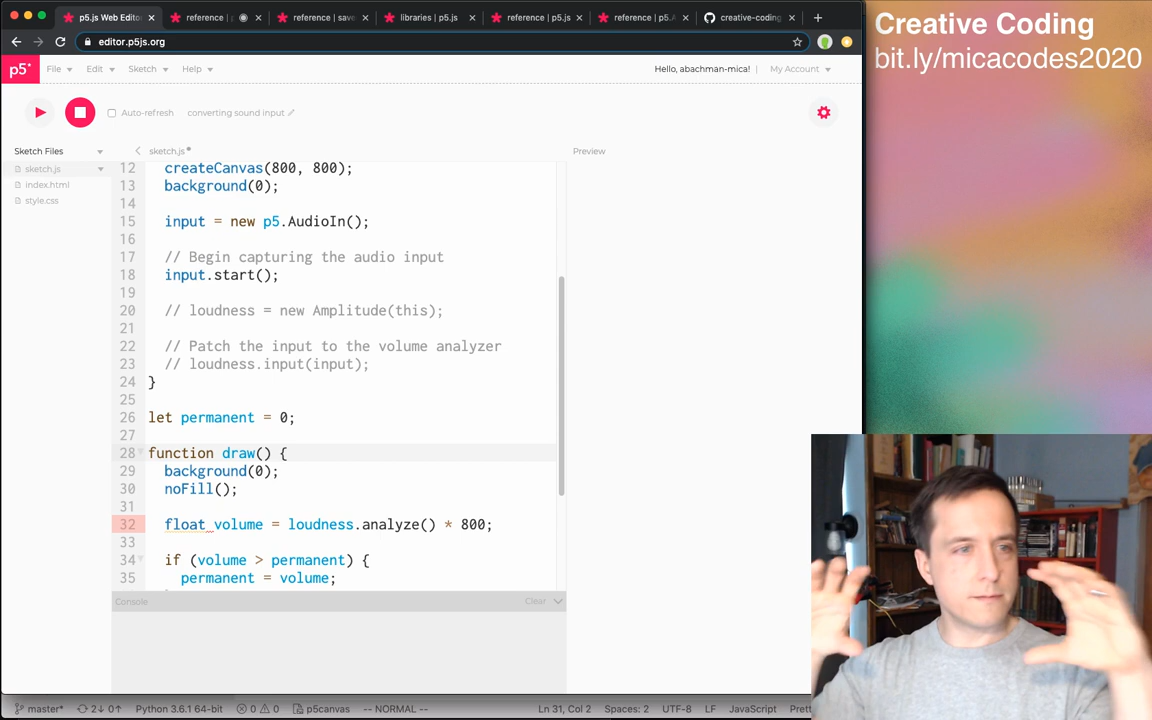 p5.js Web Edito
reference |
reference | save
libraries | p5.js
reference | p5.js
reference | p5.A
creative-coding
editor.p5js.org
Creative Coding
bit.ly/micacodes2020
p5*
File
Edit
Sketch
Help
Hello, abachman-mica!
|
My Account
Auto-refresh
converting sound input
Sketch Files
sketch.js
Preview
sketch.js
index.html
style.css
12 createCanvas(800, 800);
13 background(0);
14
15 input = new p5.AudioIn();
16
17 // Begin capturing the audio input
18 input.start();
19
20 // loudness = new Amplitude(this);
21
22 // Patch the input to the volume analyzer
23 // loudness.input(input);
24 }
25
26 let permanent = 0;
27
28 function draw() {
29 background(0);
30 noFill();
31
32 float volume = loudness.analyze() * 800;
33
34 if (volume > permanent) {
35 permanent = volume;
Console
Clear
master*
2↓ 0↑
Python 3.6.1 64-bit
0
0
p5canvas
-- NORMAL --
Ln 31, Col 2
Spaces: 2
UTF-8
LF
JavaScript
Prett